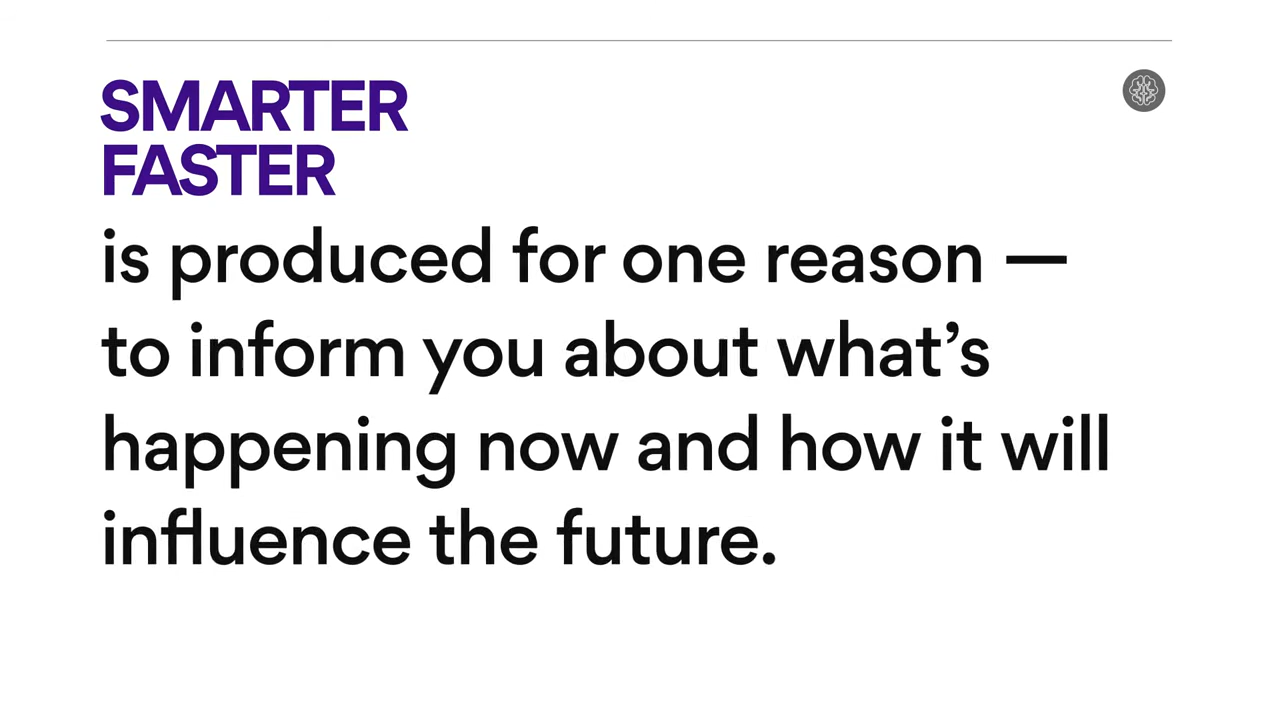 SMARTER
FASTER
is produced for one reason —
to inform you about what’s
happening now and how it will
influence the future.